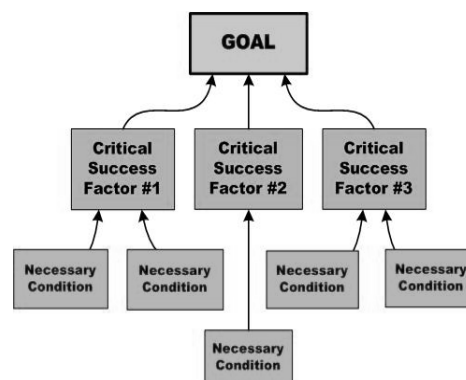 GOAL
Critical
Success
Factor #1
Critical
Success
Factor #2
Critical
Success
Factor #3
Necessary
Condition
Necessary
Condition
Necessary
Condition
Necessary
Condition
Necessary
Condition